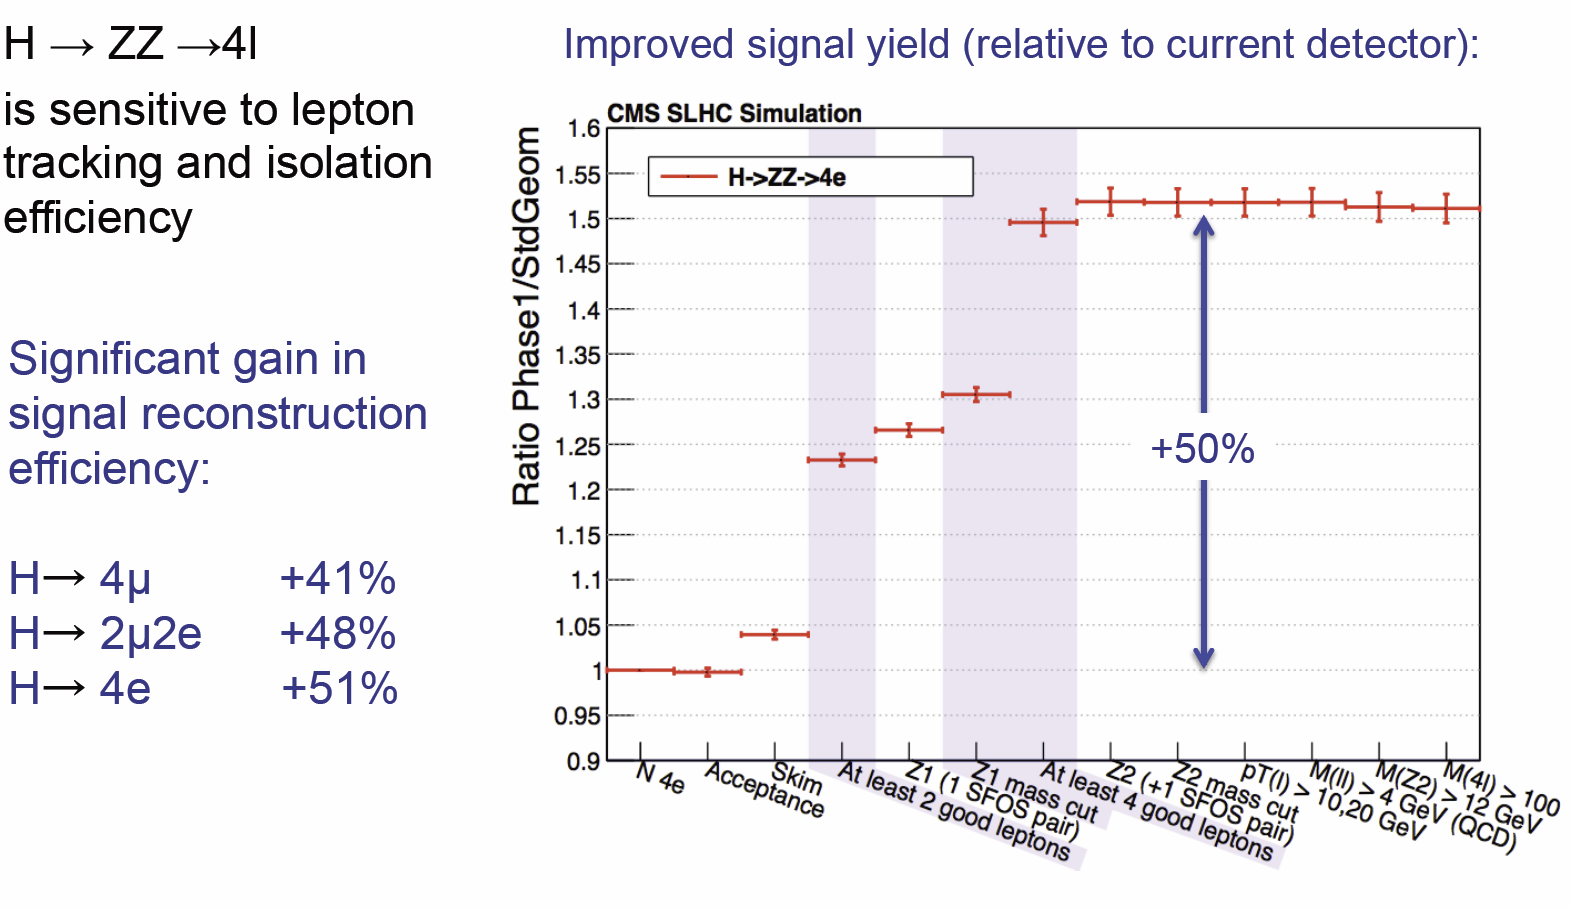 H → ZZ →4l
is sensitive to lepton
tracking and isolation
efficiency
Significant gain in
signal reconstruction
efficiency:
H→ 4μ +41%
H→ 2μ2e +48%
H→ 4e +51%
Improved signal yield (relative to current detector):
CMS SLHC Simulation
Ratio Phase1/StdGeom
1.6
1.55
1.5
1.45
1.4
1.35
1.3
1.25
1.2
1.15
1.1
1.05
1
0.95
0.9
H->ZZ->4e
+50%
N 4e
Acceptance
Skim
At least 2 good leptons
Z1 (1 SFOS pair)
Z1 mass cut
At least 4 good leptons
Z2 (+1 SFOS pair)
Z2 mass cut
pT(l) > 10,20 GeV
M(ll) > 4 GeV (QCD)
M(Z2) > 12 GeV
M(4l) > 100